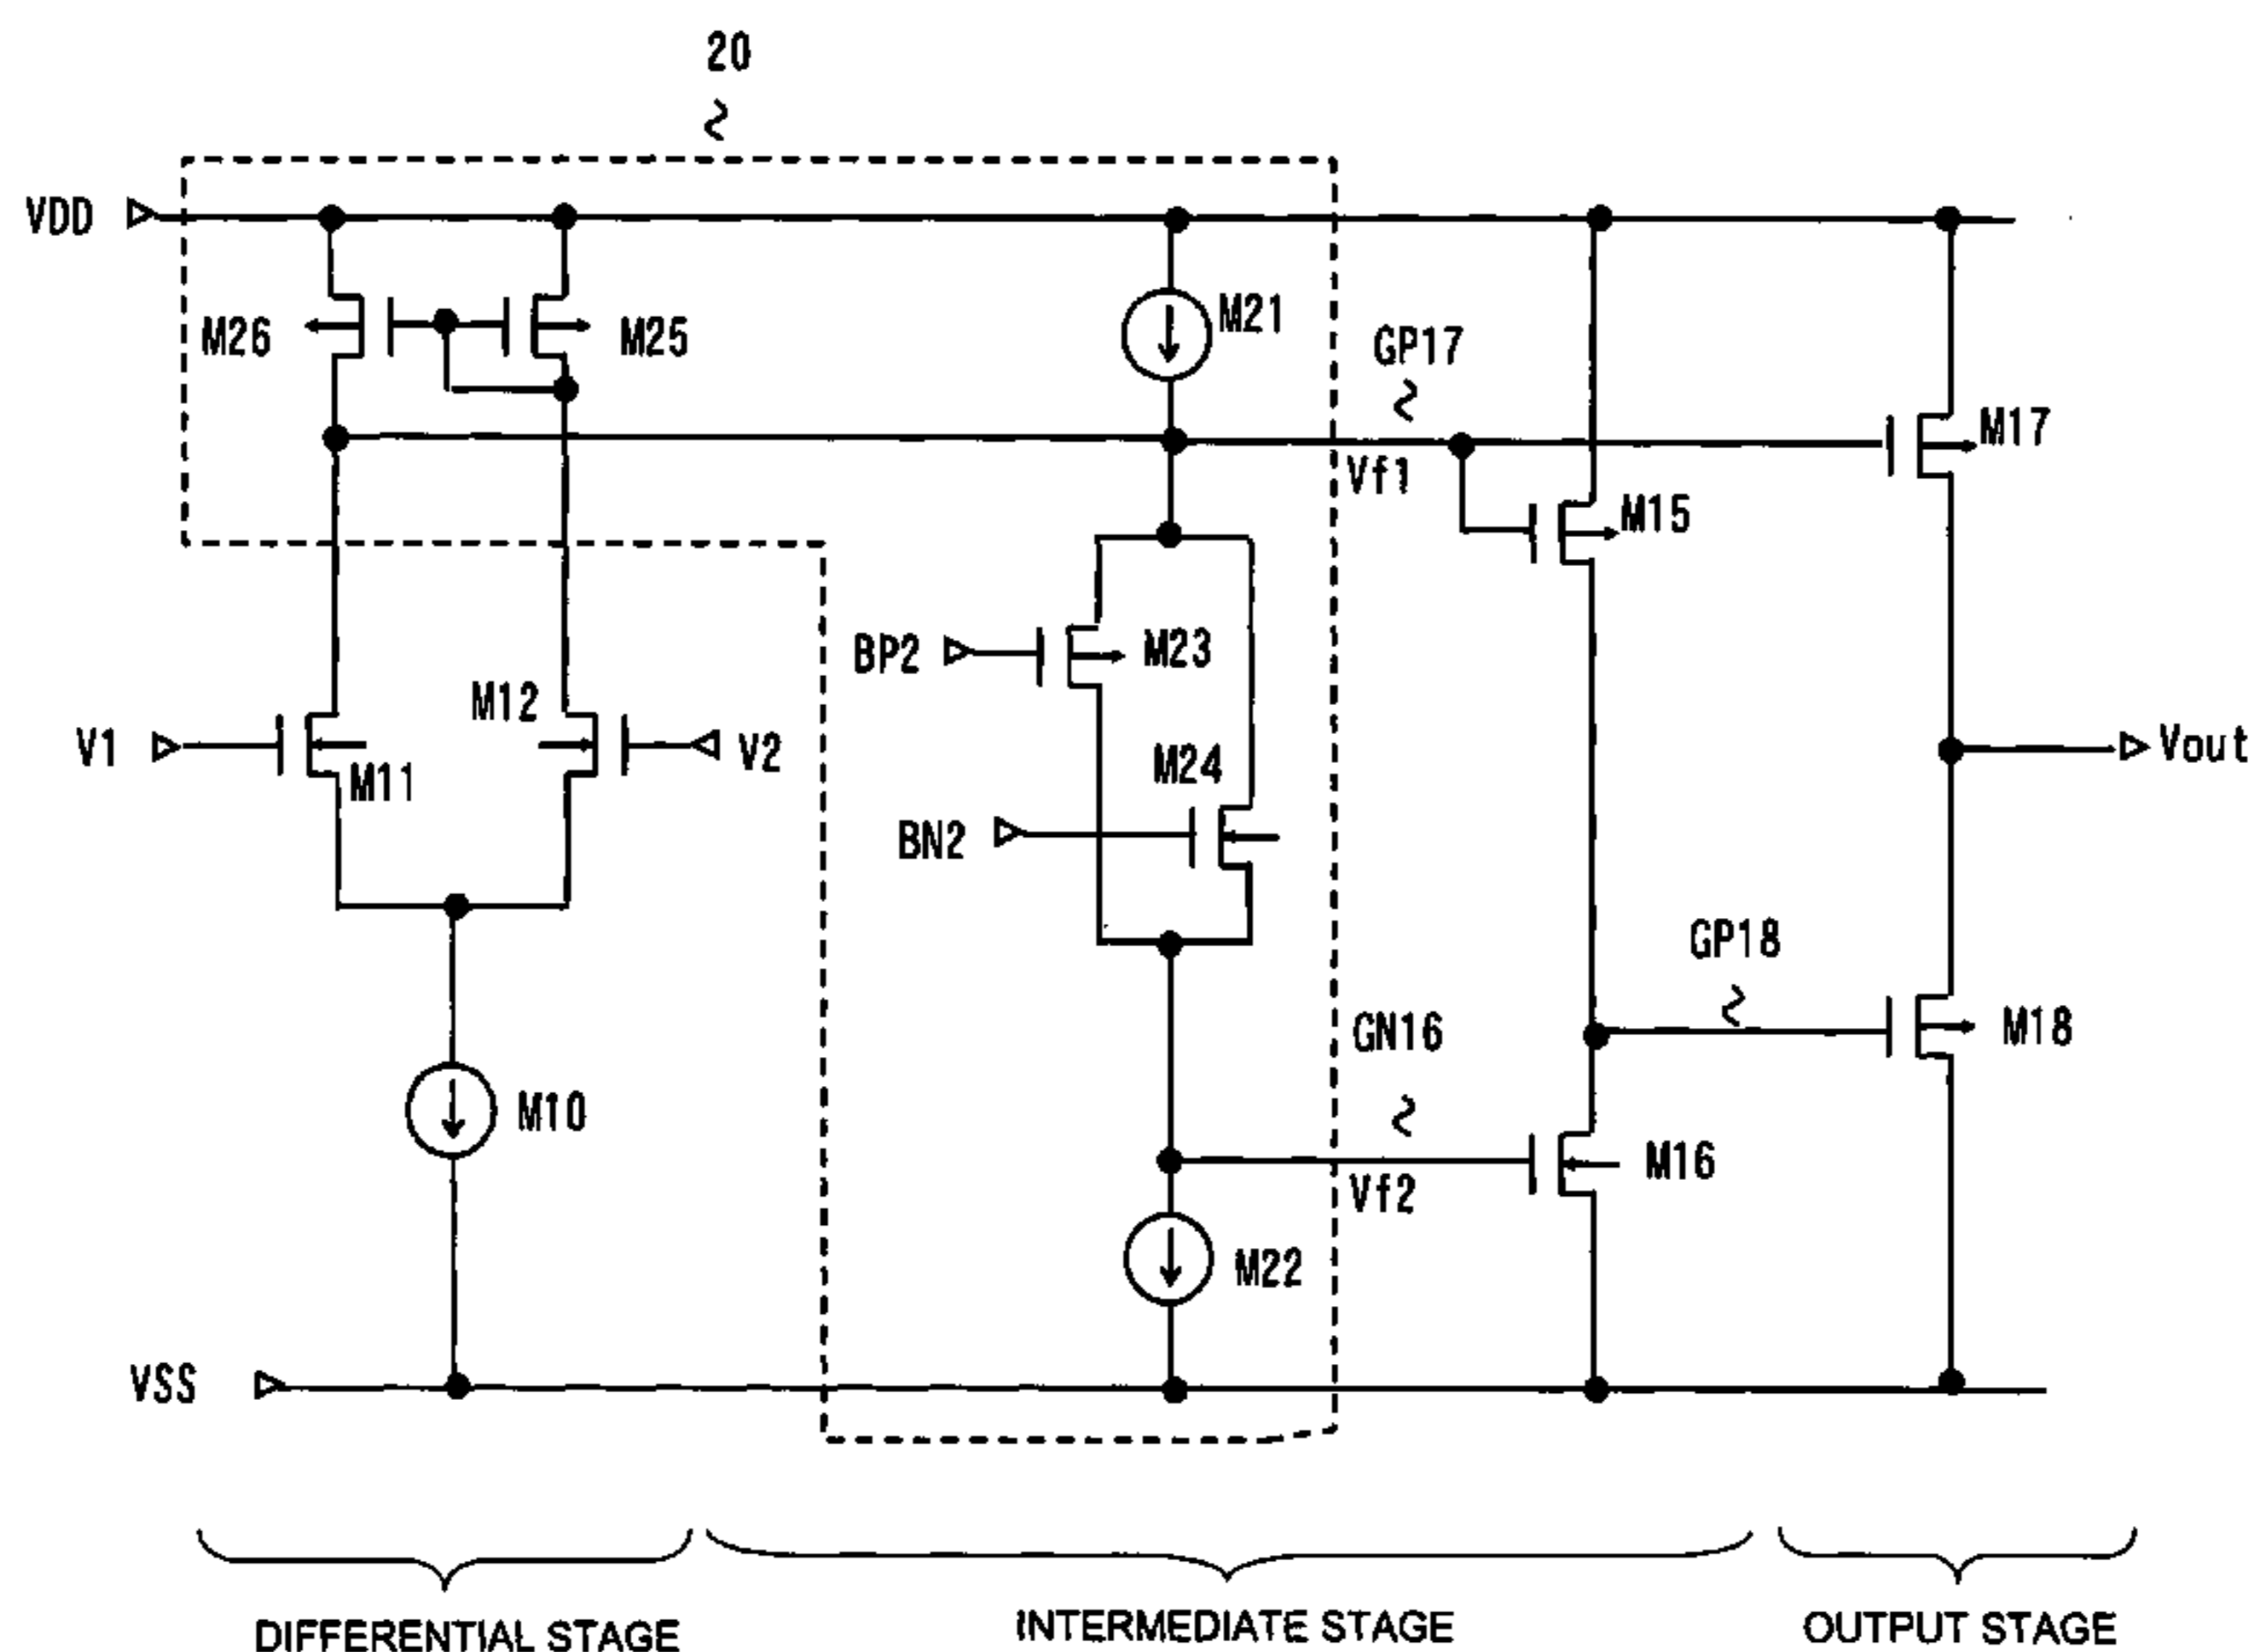 20
VDD
M26
M25
M21
GP17
Vf1
M17
M15
BP2
M23
V1
M11
M12
V2
M24
BN2
Vout
GP18
M18
GN16
M10
Vf2
M16
M22
VSS
DIFFERENTIAL STAGE
INTERMEDIATE STAGE
OUTPUT STAGE